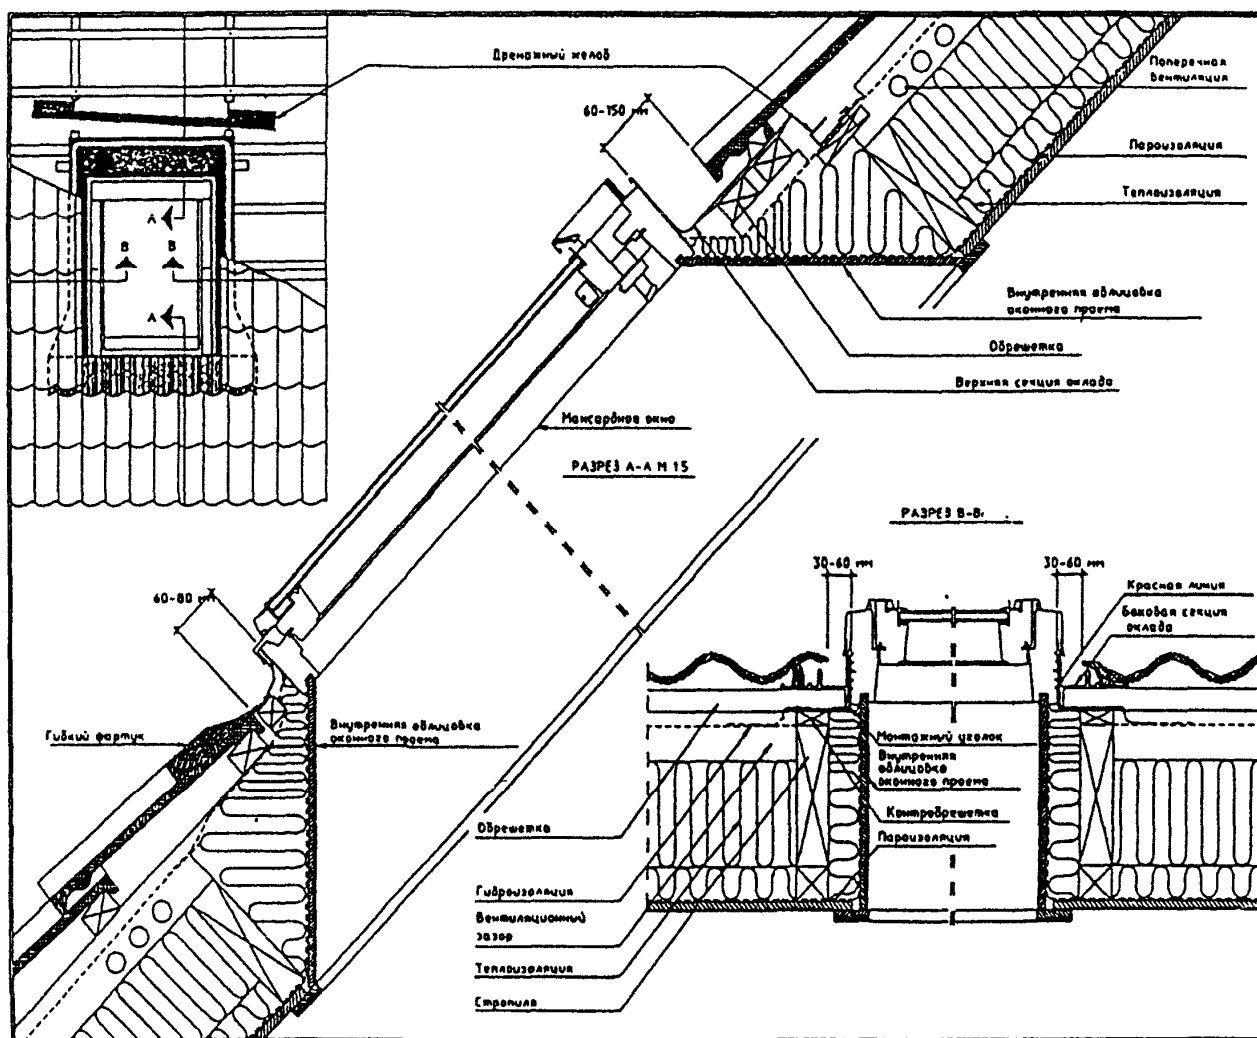 Дренажный желоб
60-150 мм
Поперечная
вентиляция
Пароизоляция
Теплоизоляция
А
В
В
А
Внутренняя облицовка
оконного проема
Обрешетка
Верхняя секция оклада
Мансардное окно
РАЗРЕЗ А-А М 1:5
РАЗРЕЗ В-В
60-80 мм
30-60 мм
30-60 мм
Красная линия
Боковая секция
оклада
Гибкий фартук
Внутренняя облицовка
оконного проема
Монтажный уголок
Внутренняя
облицовка
оконного проема
Контробрешетка
Пароизоляция
Обрешетка
Гидроизоляция
Вентиляционный
зазор
Теплоизоляция
Стропила